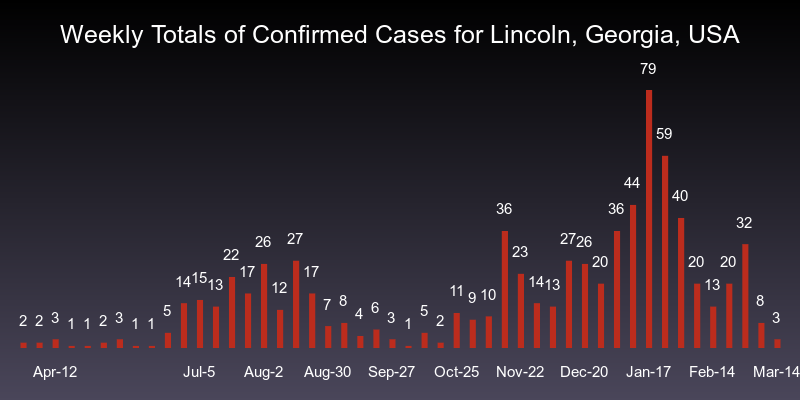 Weekly Totals of Confirmed Cases for Lincoln, Georgia, USA
2 2 3 1 1 2 3 1 1 5 14 15 13 22 17 26 12 27 17 7 8 4 6 3 1 5 2 11 9 10 36 23 14 13 27 26 20 36 44 79 59 40 20 13 20 32 8 3
Apr-12 Jul-5 Aug-2 Aug-30 Sep-27 Oct-25 Nov-22 Dec-20 Jan-17 Feb-14 Mar-14